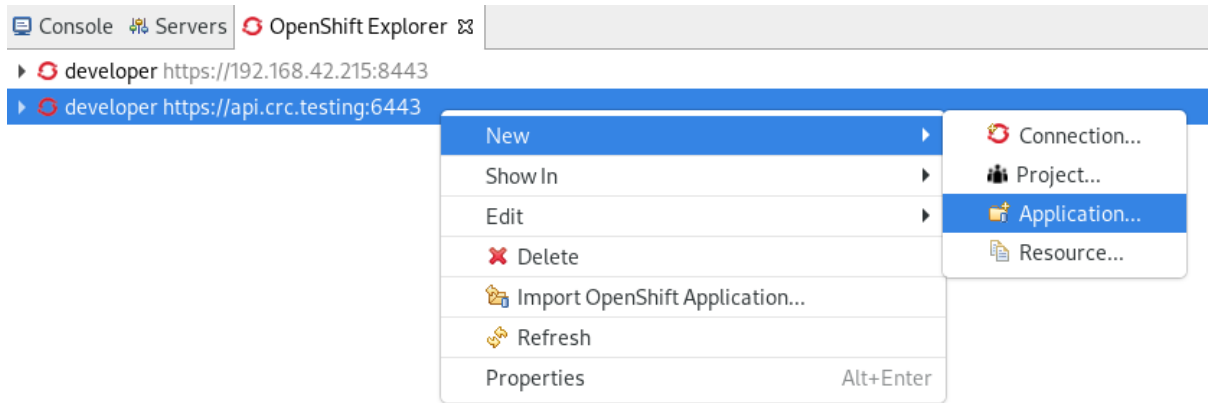 Console Servers OpenShift Explorer
developer https://192.168.42.215:8443
developer https://api.crc.testing:6443
New
Connection...
Show In
Project...
Edit
Application...
Delete
Resource...
Import OpenShift Application...
Refresh
Properties Alt+Enter